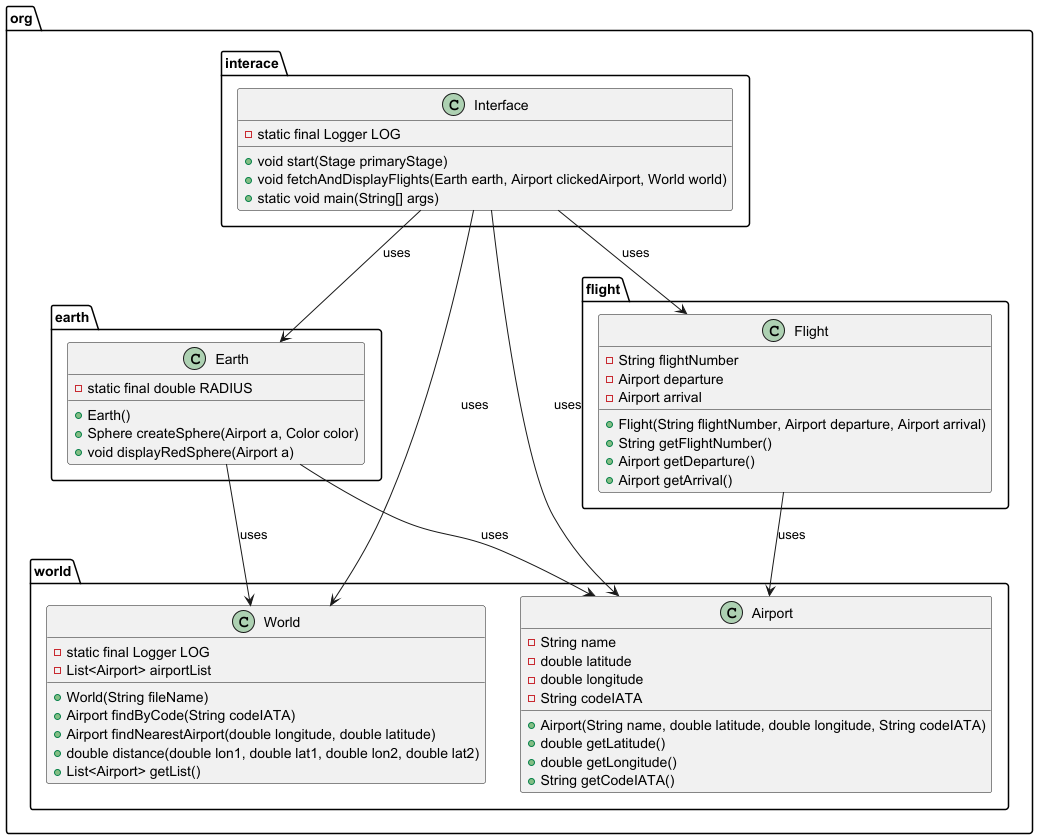 org
interace
C Interface
static final Logger LOG
void start(Stage primaryStage)
void fetchAndDisplayFlights(Earth earth, Airport clickedAirport, World world)
static void main(String[] args)
uses
uses
earth
C Earth
static final double RADIUS
Earth()
Sphere createSphere(Airport a, Color color)
void displayRedSphere(Airport a)
flight
C Flight
String flightNumber
Airport departure
Airport arrival
Flight(String flightNumber, Airport departure, Airport arrival)
String getFlightNumber()
Airport getDeparture()
Airport getArrival()
uses
uses
uses
uses
uses
world
C World
static final Logger LOG
List<Airport> airportList
World(String fileName)
Airport findByCode(String codeIATA)
Airport findNearestAirport(double longitude, double latitude)
double distance(double lon1, double lat1, double lon2, double lat2)
List<Airport> getList()
C Airport
String name
double latitude
double longitude
String codeIATA
Airport(String name, double latitude, double longitude, String codeIATA)
double getLatitude()
double getLongitude()
String getCodeIATA()